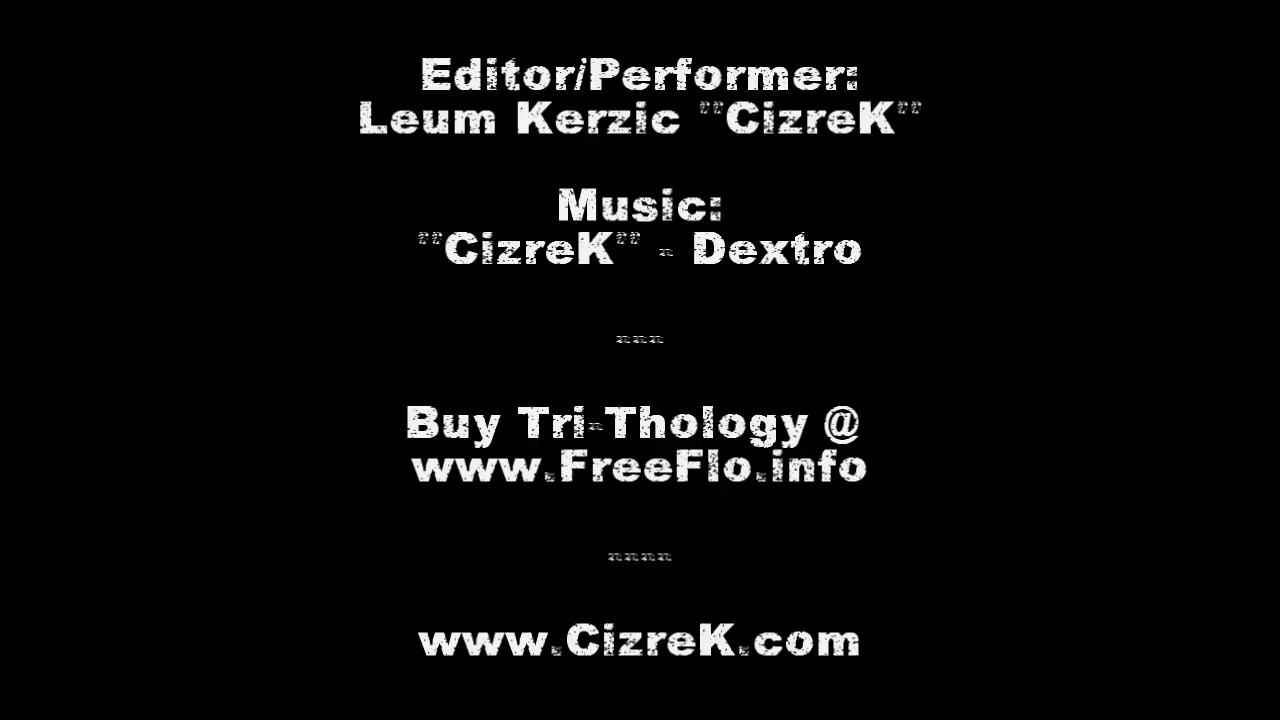 Editor/Performer:
Leum Kerzic "CizreK"
Music:
"CizreK" - Dextro
---
Buy Tri-Thology @
www.FreeFlo.info
----
www.CizreK.com